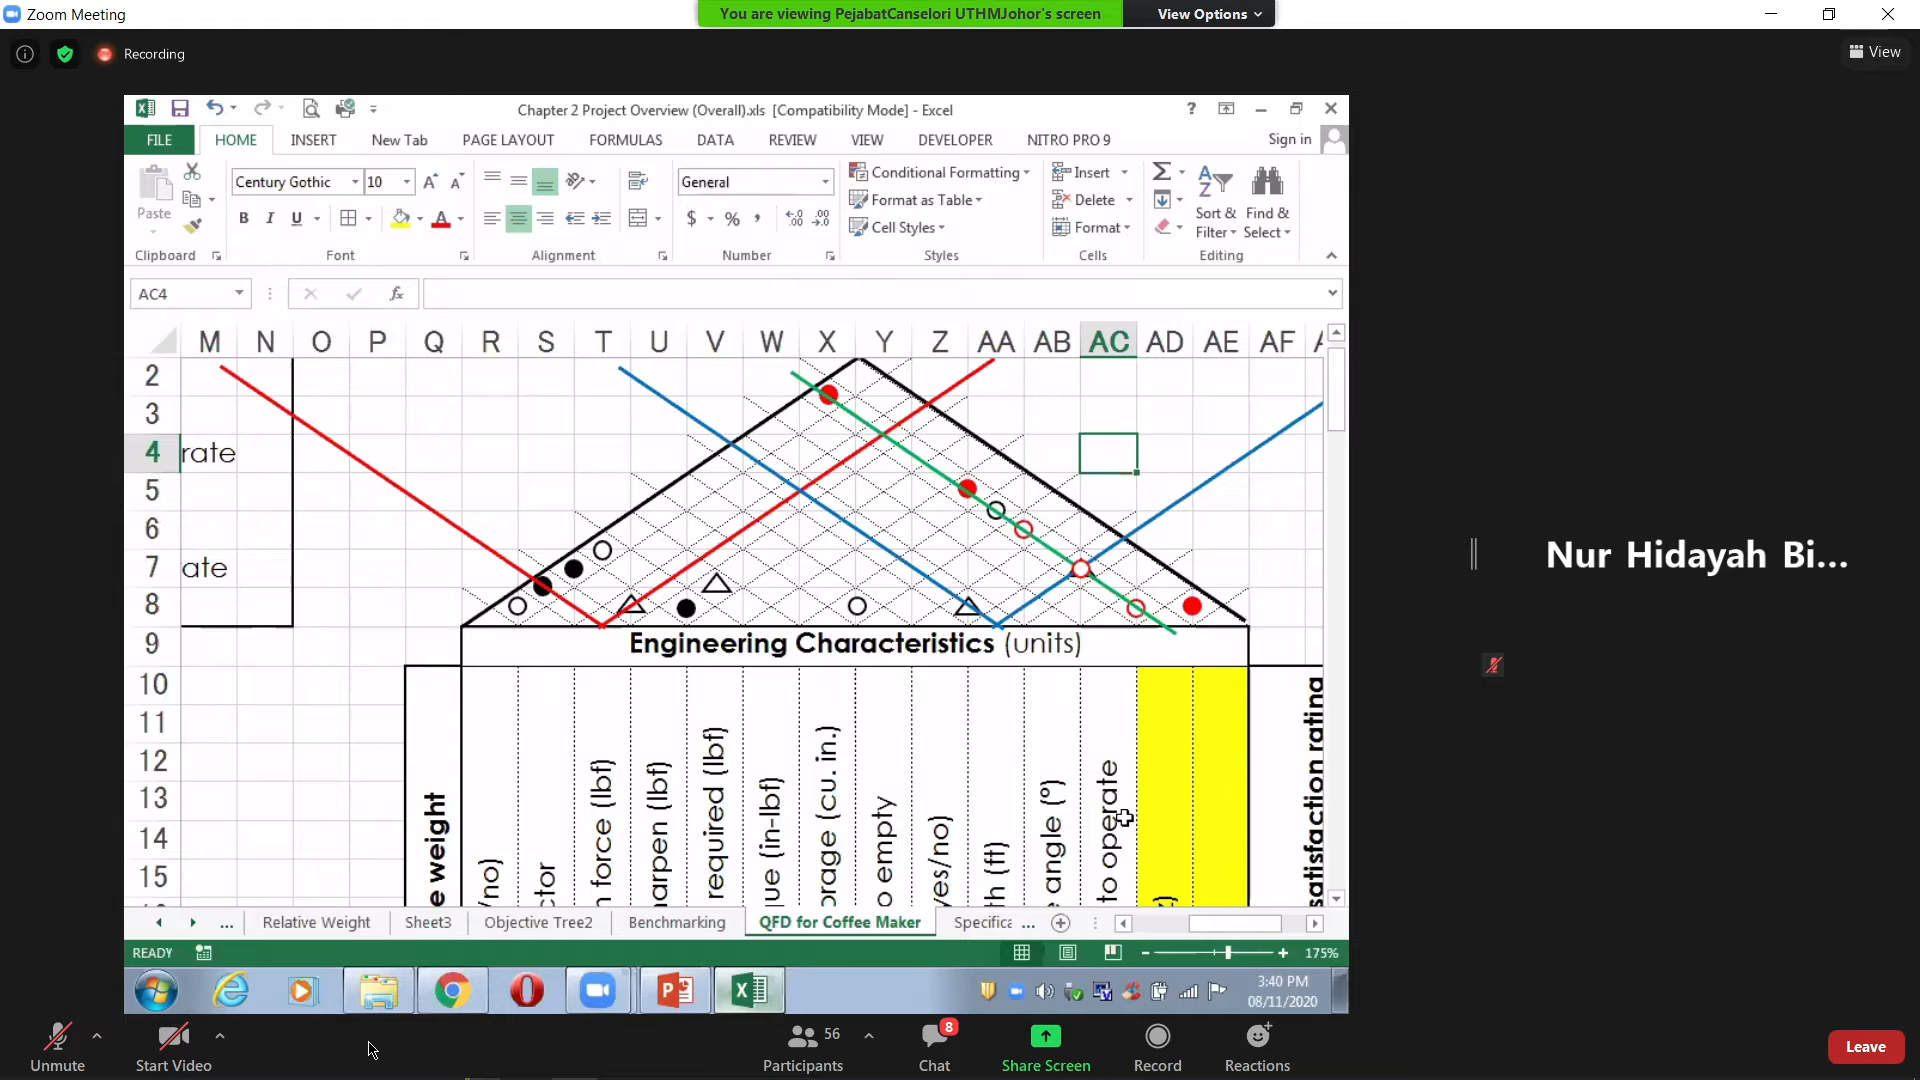 Zoom Meeting
You are viewing PejabatCanselori UTHMJohor's screen
View Options
Recording
View
Chapter 2 Project Overview (Overall).xls [Compatibility Mode] - Excel
FILE HOME INSERT New Tab PAGE LAYOUT FORMULAS DATA REVIEW VIEW DEVELOPER NITRO PRO 9 Sign in
Paste
Century Gothic 10
B I U
General
$ % ,
Conditional Formatting
Format as Table
Cell Styles
Insert
Delete
Format
Sort & Filter
Find & Select
Clipboard Font Alignment Number Styles Cells Editing
AC4 fx
M N O P Q R S T U V W X Y Z AA AB AC AD AE AF
2
3
4 rate
5
6
7 ate
8
9 Engineering Characteristics (units)
10
11
12
13
14
15
e weight
/no)
ctor
n force (lbf)
arpen (lbf)
required (lbf)
ue (in-lbf)
orage (cu. in.)
o empty
yes/no)
th (ft)
e angle (°)
to operate
satisfaction rating
... Relative Weight Sheet3 Objective Tree2 Benchmarking QFD for Coffee Maker Specifica ...
READY 175%
3:40 PM
08/11/2020
Nur Hidayah Bi...
Unmute
Start Video
56
Participants
8
Chat
Share Screen
Record
Reactions
Leave